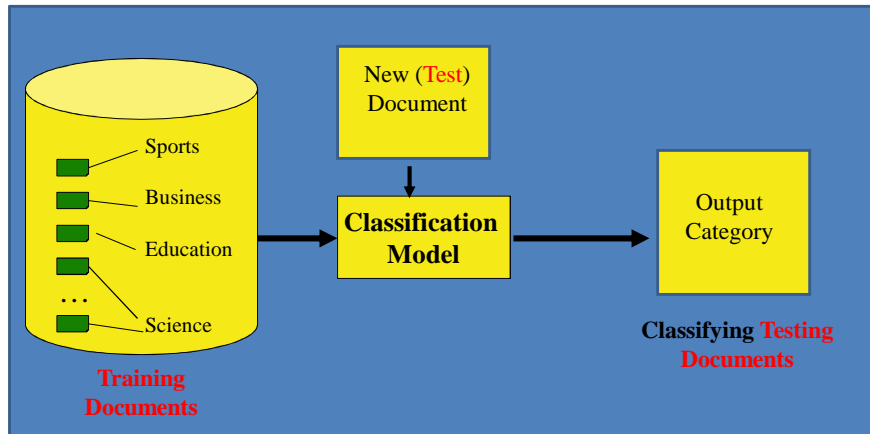 Sports
Business
Education
...
Science
Training
Documents
New (Test)
Document
Classification
Model
Output
Category
Classifying Testing
Documents